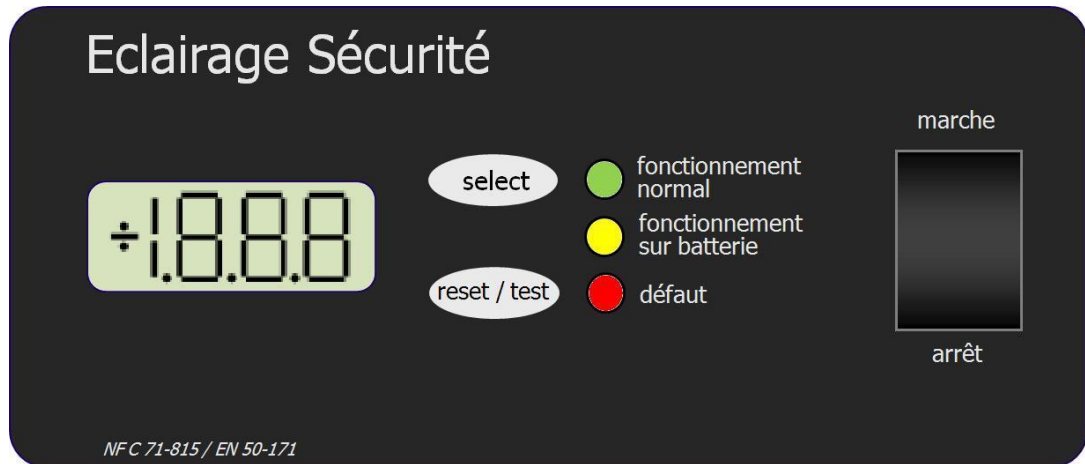 Eclairage Sécurité
marche
select
fonctionnement
normal
÷1.8.8.8
fonctionnement
sur batterie
reset / test
défaut
arrêt
NF C 71-815 / EN 50-171